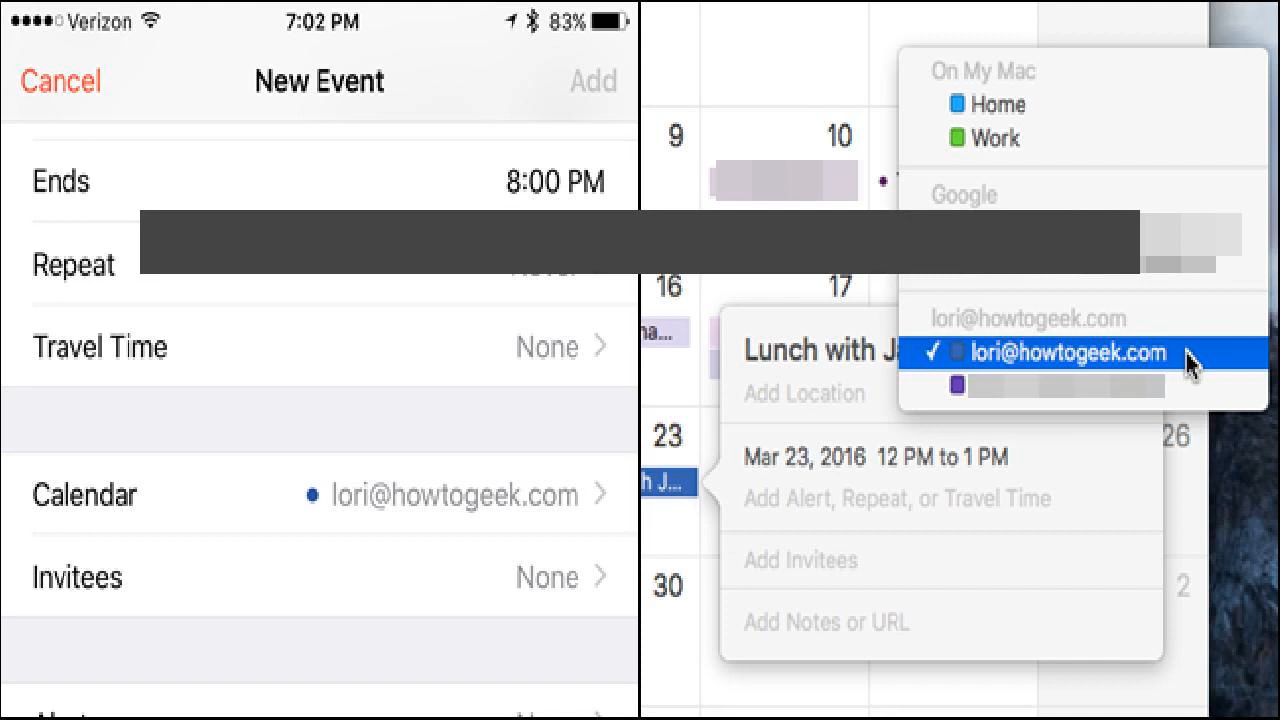 Verizon 7:02 PM 83%
Cancel New Event Add
Ends 8:00 PM
Repeat
Travel Time None
Calendar lori@howtogeek.com
Invitees None
9 10
16 17
23 26
30 2
Lunch with
Add Location
Mar 23, 2016 12 PM to 1 PM
Add Alert, Repeat, or Travel Time
Add Invitees
Add Notes or URL
On My Mac
Home
Work
Google
lori@howtogeek.com
lori@howtogeek.com